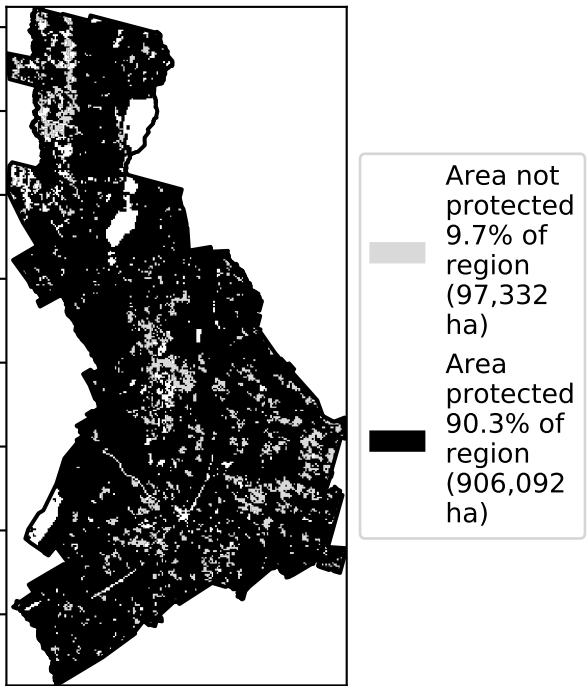 Area not
protected
9.7% of
region
(97,332
ha)
Area
protected
90.3% of
region
(906,092
ha)